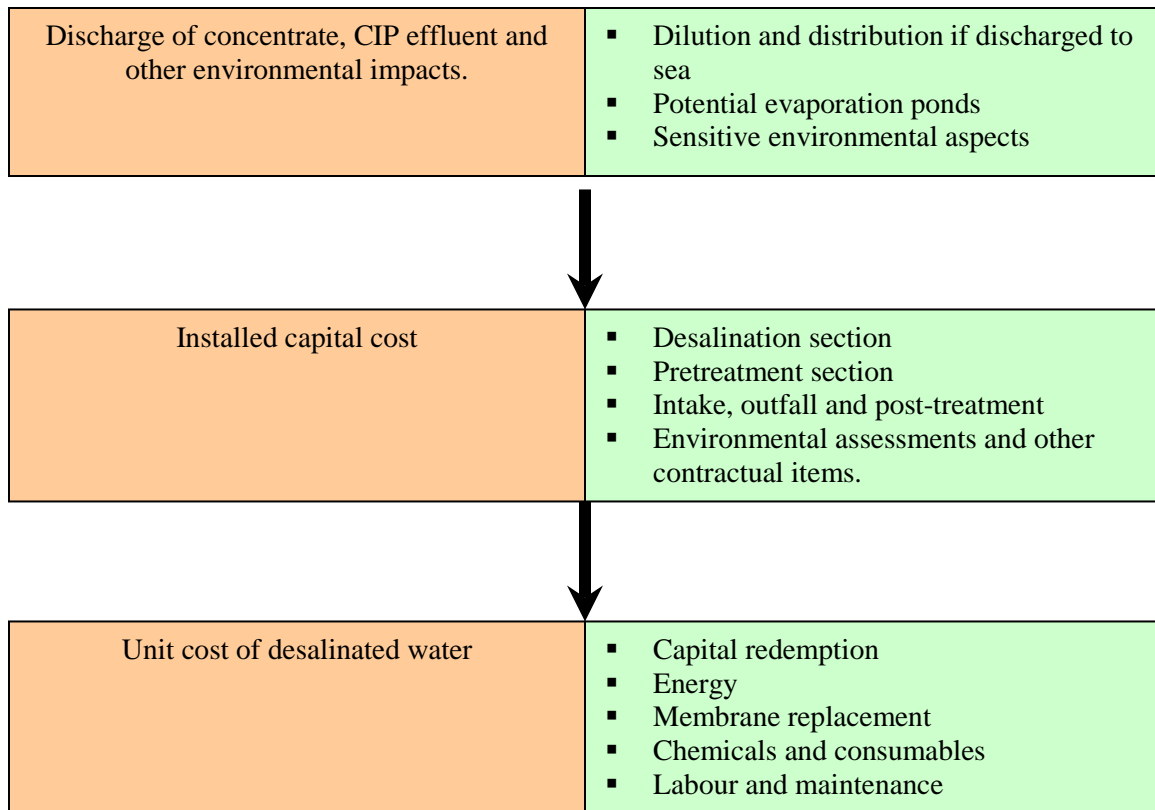 Discharge of concentrate, CIP effluent and
other environmental impacts.
▪ Dilution and distribution if discharged to
sea
▪ Potential evaporation ponds
▪ Sensitive environmental aspects
Installed capital cost
▪ Desalination section
▪ Pretreatment section
▪ Intake, outfall and post-treatment
▪ Environmental assessments and other
contractual items.
Unit cost of desalinated water
▪ Capital redemption
▪ Energy
▪ Membrane replacement
▪ Chemicals and consumables
▪ Labour and maintenance